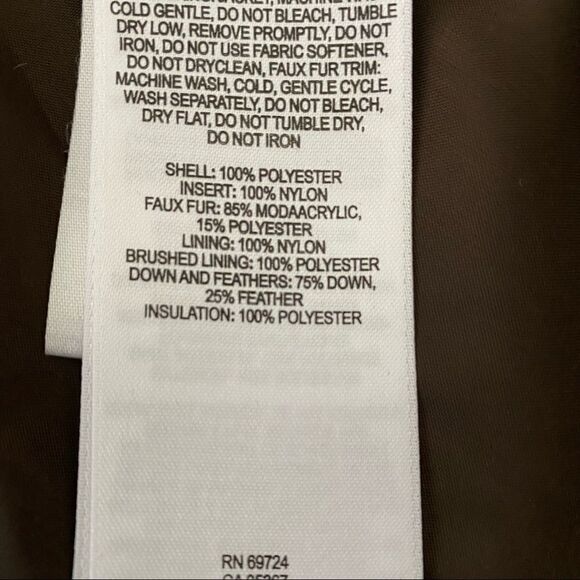 JACKET, MACHINE
COLD GENTLE, DO NOT BLEACH, TUMBLE
DRY LOW, REMOVE PROMPTLY, DO NOT
IRON, DO NOT USE FABRIC SOFTENER,
DO NOT DRYCLEAN, FAUX FUR TRIM:
MACHINE WASH, COLD, GENTLE CYCLE,
WASH SEPARATELY, DO NOT BLEACH,
DRY FLAT, DO NOT TUMBLE DRY,
DO NOT IRON
SHELL: 100% POLYESTER
INSERT: 100% NYLON
FAUX FUR: 85% MODAACRYLIC,
15% POLYESTER
LINING: 100% NYLON
BRUSHED LINING: 100% POLYESTER
DOWN AND FEATHERS: 75% DOWN,
25% FEATHER
INSULATION: 100% POLYESTER
RN 69724